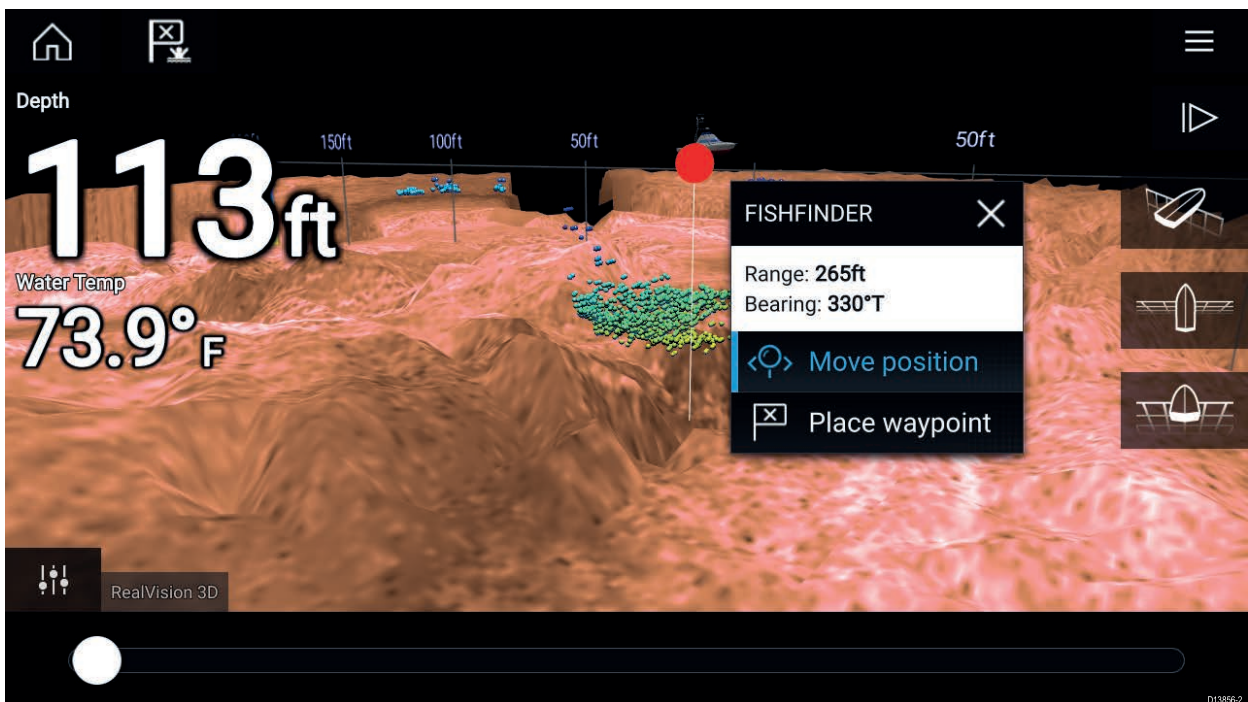 Depth
113ft
150ft
100ft
50ft
50ft
Water Temp
73.9°F
FISHFINDER
Range: 265ft
Bearing: 330°T
Move position
Place waypoint
RealVision 3D
D13856-2